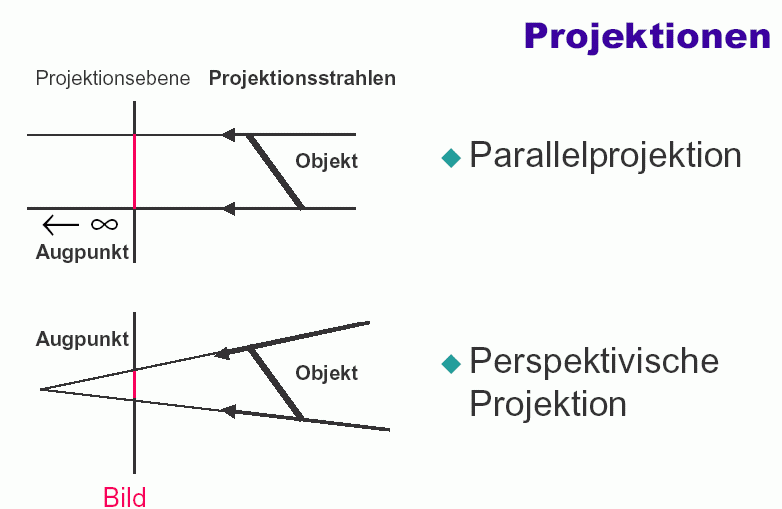 Projektionen
Projektionsebene
Projektionsstrahlen
Objekt
← ∞
Augpunkt
Parallelprojektion
Augpunkt
Objekt
Bild
Perspektivische
Projektion